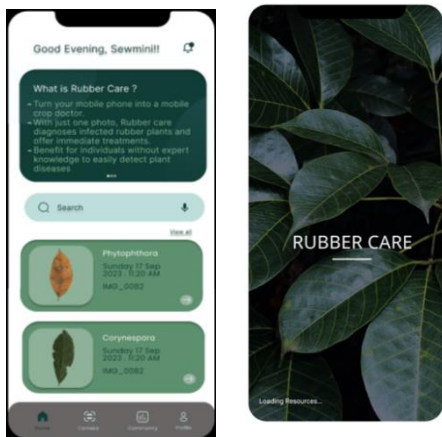 Good Evening, Sewmini!!
What is Rubber Care ?
-Turn your mobile phone into a mobile
crop doctor.
-With just one photo, Rubber care
diagnoses infected rubber plants and
offer immediate treatments.
-Benefit for individuals without expert
knowledge to easily detect plant
diseases
Search
View all
Phytophthora
Sunday 17 Sep
2023 . 11:20 AM
IMG_0082
Corynespora
Sunday 17 Sep
2023 . 11:20 AM
IMG_0082
Home
Community
Profile
RUBBER CARE
Loading Resources...